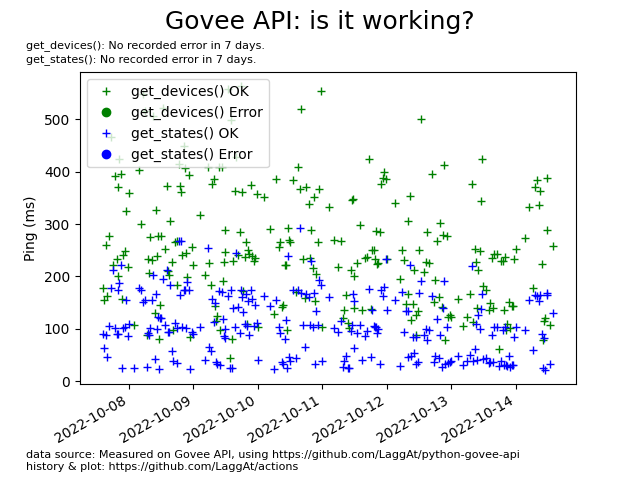 Govee API: is it working?
get_devices(): No recorded error in 7 days.
get_states(): No recorded error in 7 days.
get_devices() OK
get_devices() Error
get_states() OK
get_states() Error
Ping (ms)
500
400
300
200
100
0
2022-10-08
2022-10-09
2022-10-10
2022-10-11
2022-10-12
2022-10-13
2022-10-14
data source: Measured on Govee API, using https://github.com/LaggAt/python-govee-api
history & plot: https://github.com/LaggAt/actions